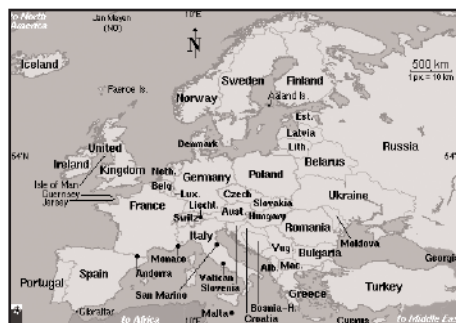 to North
America
Jan Mayen
(NO)
10°E
N
500 km
1 px = 10 km
Iceland
Faeroe Is.
Sweden
Finland
Norway
Aaland Is.
Est.
Latvia
Lith.
Russia
Denmark
54°N
54°N
United
Kingdom
Ireland
Isle of Man
Guernsey
Jersey
Neth.
Belg.
Germany
Poland
Belarus
Lux.
Czech
Slovakia
Ukraine
France
Liecht.
Switz
Aust
Hungary
Romania
Moldova
Italy
Yug
Bulgaria
Georgia
Monaco
Andorra
San Marino
Vatican
Slovenia
Alb.
Mac.
Portugal
Spain
Greece
Turkey
Gibraltar
to Africa
Malta
Bosnia-H.
Croatia
10°E
Cyprus
to Middle East